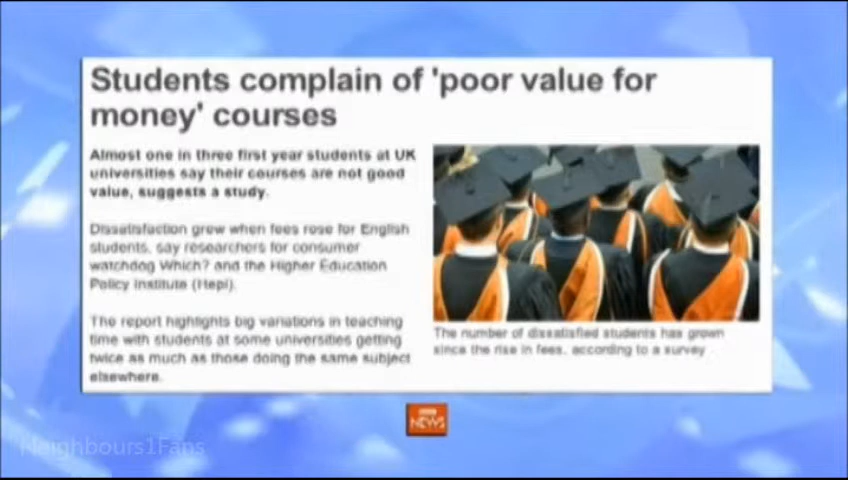 Students complain of 'poor value for
money' courses
Almost one in three first year students at UK
universities say their courses are not good
value, suggests a study.
Dissatisfaction grew when fees rose for English
students, say researchers for consumer
watchdog Which? and the Higher Education
Policy Institute (Hepi).
The report highlights big variations in teaching
time with students at some universities getting
twice as much as those doing the same subject
elsewhere.
The number of dissatisfied students has grown
since the rise in fees, according to a survey
NEWS
Neighbours1Fans